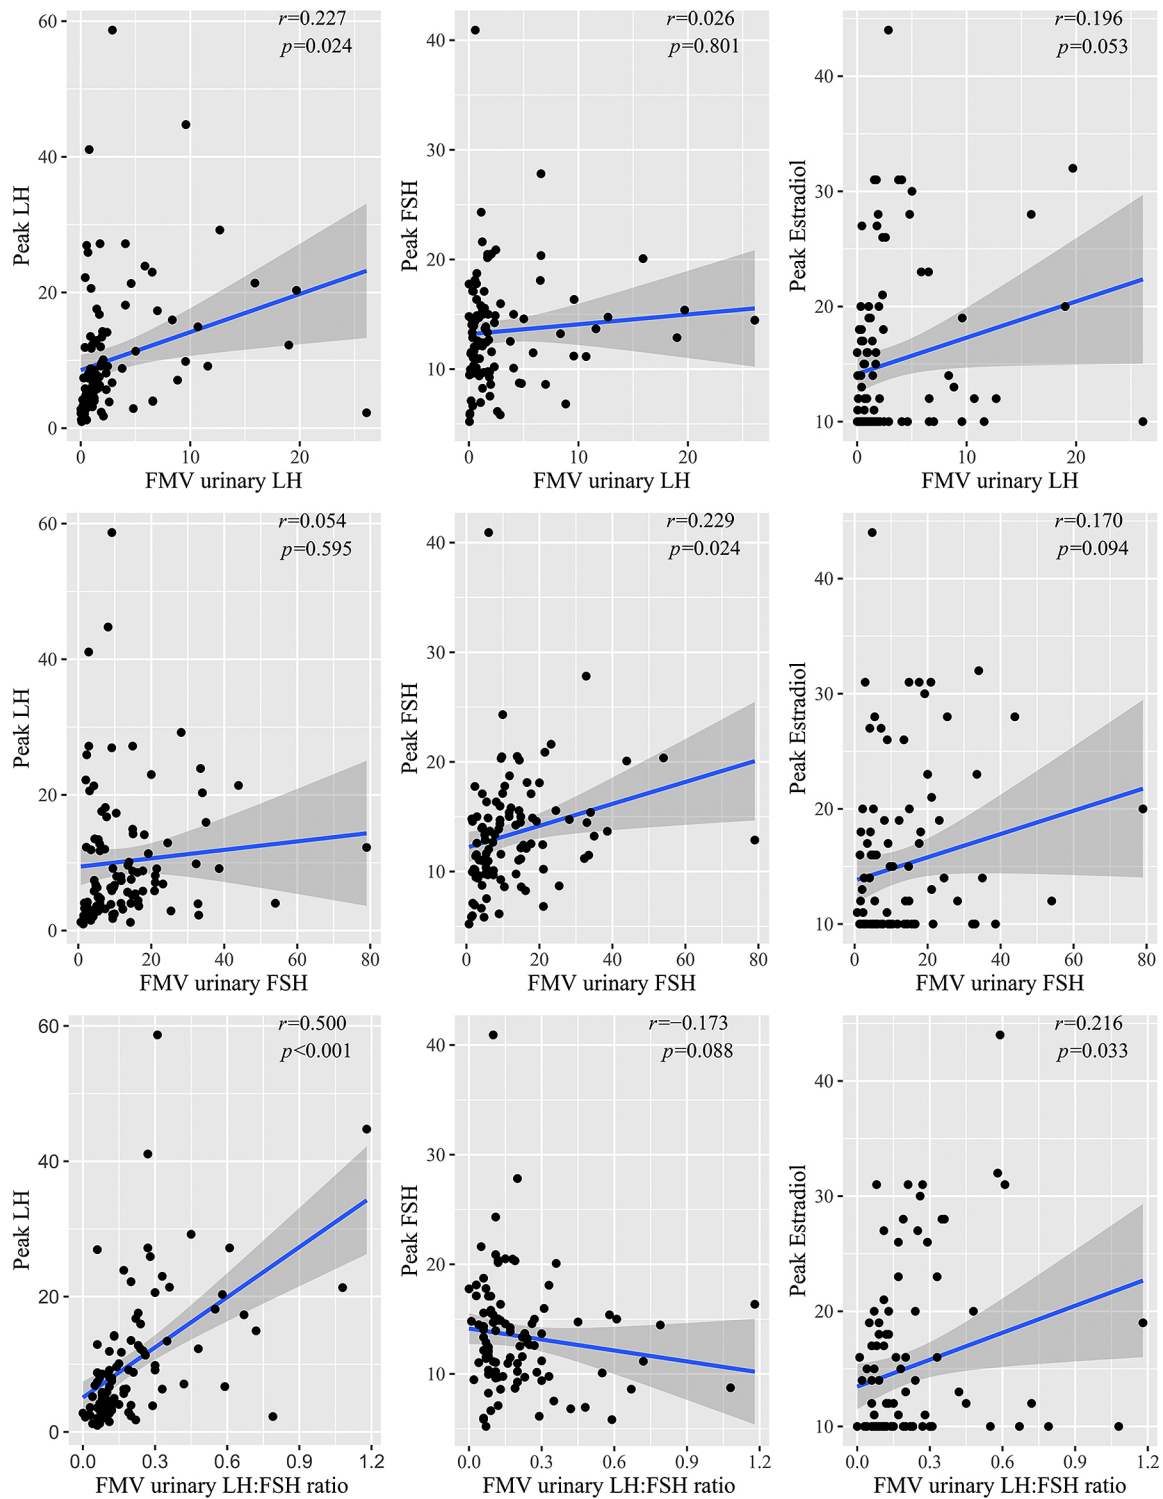 r=0.227
p=0.024
60
40
20
0
Peak LH
0 10 20
FMV urinary LH
r=0.026
p=0.801
40
30
20
10
Peak FSH
0 10 20
FMV urinary LH
r=0.196
p=0.053
40
30
20
10
Peak Estradiol
0 10 20
FMV urinary LH
r=0.054
p=0.595
60
40
20
0
Peak LH
0 20 40 60 80
FMV urinary FSH
r=0.229
p=0.024
40
30
20
10
Peak FSH
0 20 40 60 80
FMV urinary FSH
r=0.170
p=0.094
40
30
20
10
Peak Estradiol
0 20 40 60 80
FMV urinary FSH
r=0.500
p<0.001
60
40
20
0
Peak LH
0.0 0.3 0.6 0.9 1.2
FMV urinary LH:FSH ratio
r=−0.173
p=0.088
40
30
20
10
Peak FSH
0.0 0.3 0.6 0.9 1.2
FMV urinary LH:FSH ratio
r=0.216
p=0.033
40
30
20
10
Peak Estradiol
0.0 0.3 0.6 0.9 1.2
FMV urinary LH:FSH ratio